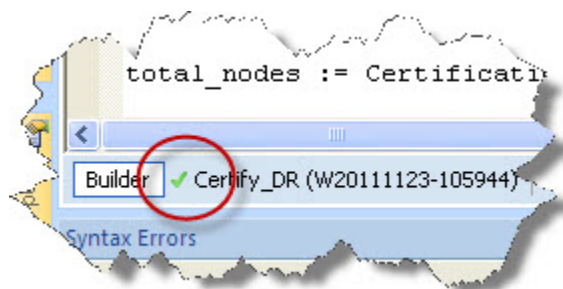 total_nodes := Certificati
Builder Certify_DR (W20111123-105944)
Syntax Errors